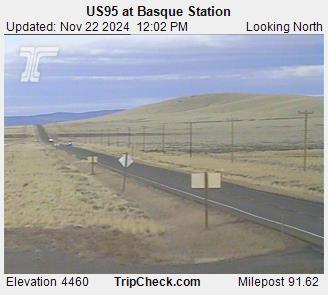 US95 at Basque Station
Updated: Nov 22 2024 12:02 PM Looking North
Elevation 4460 TripCheck.com Milepost 91.62